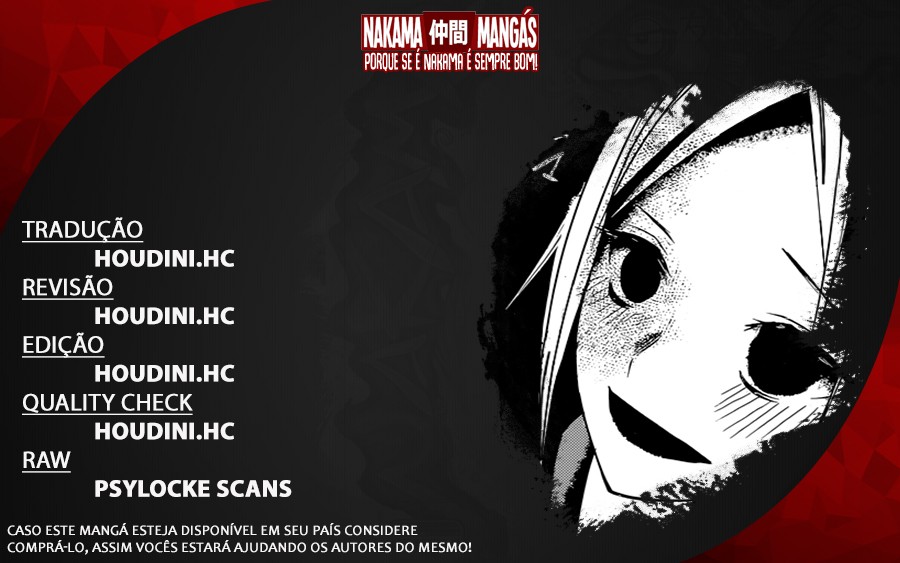 NAKAMA 仲間 MANGÁS
PORQUE SE É NAKAMA É SEMPRE BOM!
TRADUÇÃO
HOUDINI.HC
REVISÃO
HOUDINI.HC
EDIÇÃO
HOUDINI.HC
QUALITY CHECK
HOUDINI.HC
RAW
PSYLOCKE SCANS
CASO ESTE MANGÁ ESTEJA DISPONÍVEL EM SEU PAÍS CONSIDERE
COMPRÁ-LO, ASSIM VOCÊS ESTARÁ AJUDANDO OS AUTORES DO MESMO!